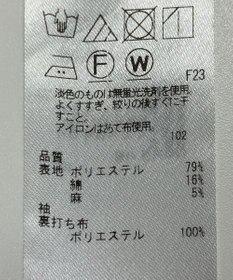 F W
F23
淡色のものは無蛍光洗剤を使用
よくすすぎ、絞りの後すぐに干
すこと。
アイロンはあて布使用
102
品質
表地 ポリエステル 79%
綿 16%
麻 5%
袖
裏打ち布
ポリエステル 100%